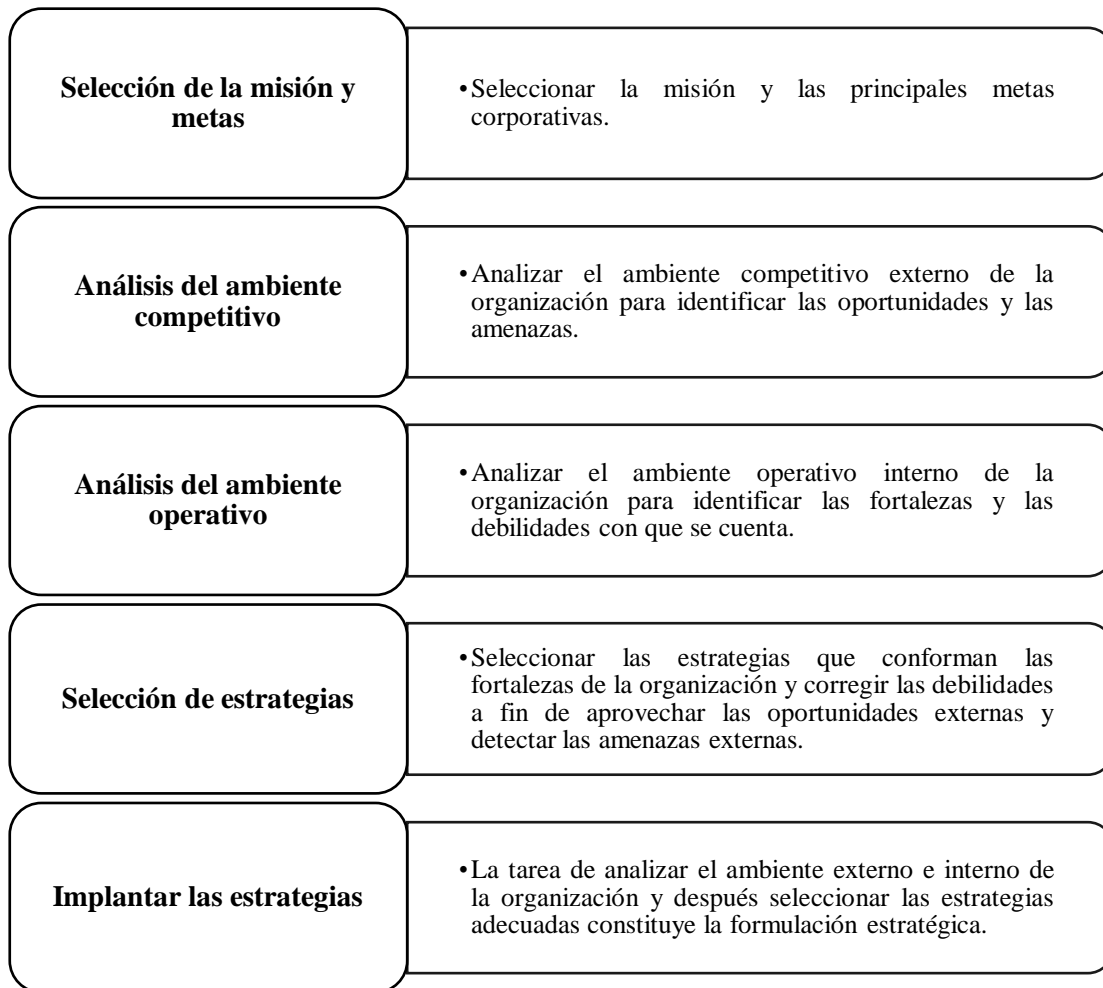 Selección de la misión y
metas
•Seleccionar la misión y las principales metas
corporativas.
Análisis del ambiente
competitivo
•Analizar el ambiente competitivo externo de la
organización para identificar las oportunidades y las
amenazas.
Análisis del ambiente
operativo
•Analizar el ambiente operativo interno de la
organización para identificar las fortalezas y las
debilidades con que se cuenta.
Selección de estrategias
•Seleccionar las estrategias que conforman las
fortalezas de la organización y corregir las debilidades
a fin de aprovechar las oportunidades externas y
detectar las amenazas externas.
Implantar las estrategias
•La tarea de analizar el ambiente externo e interno de
la organización y después seleccionar las estrategias
adecuadas constituye la formulación estratégica.